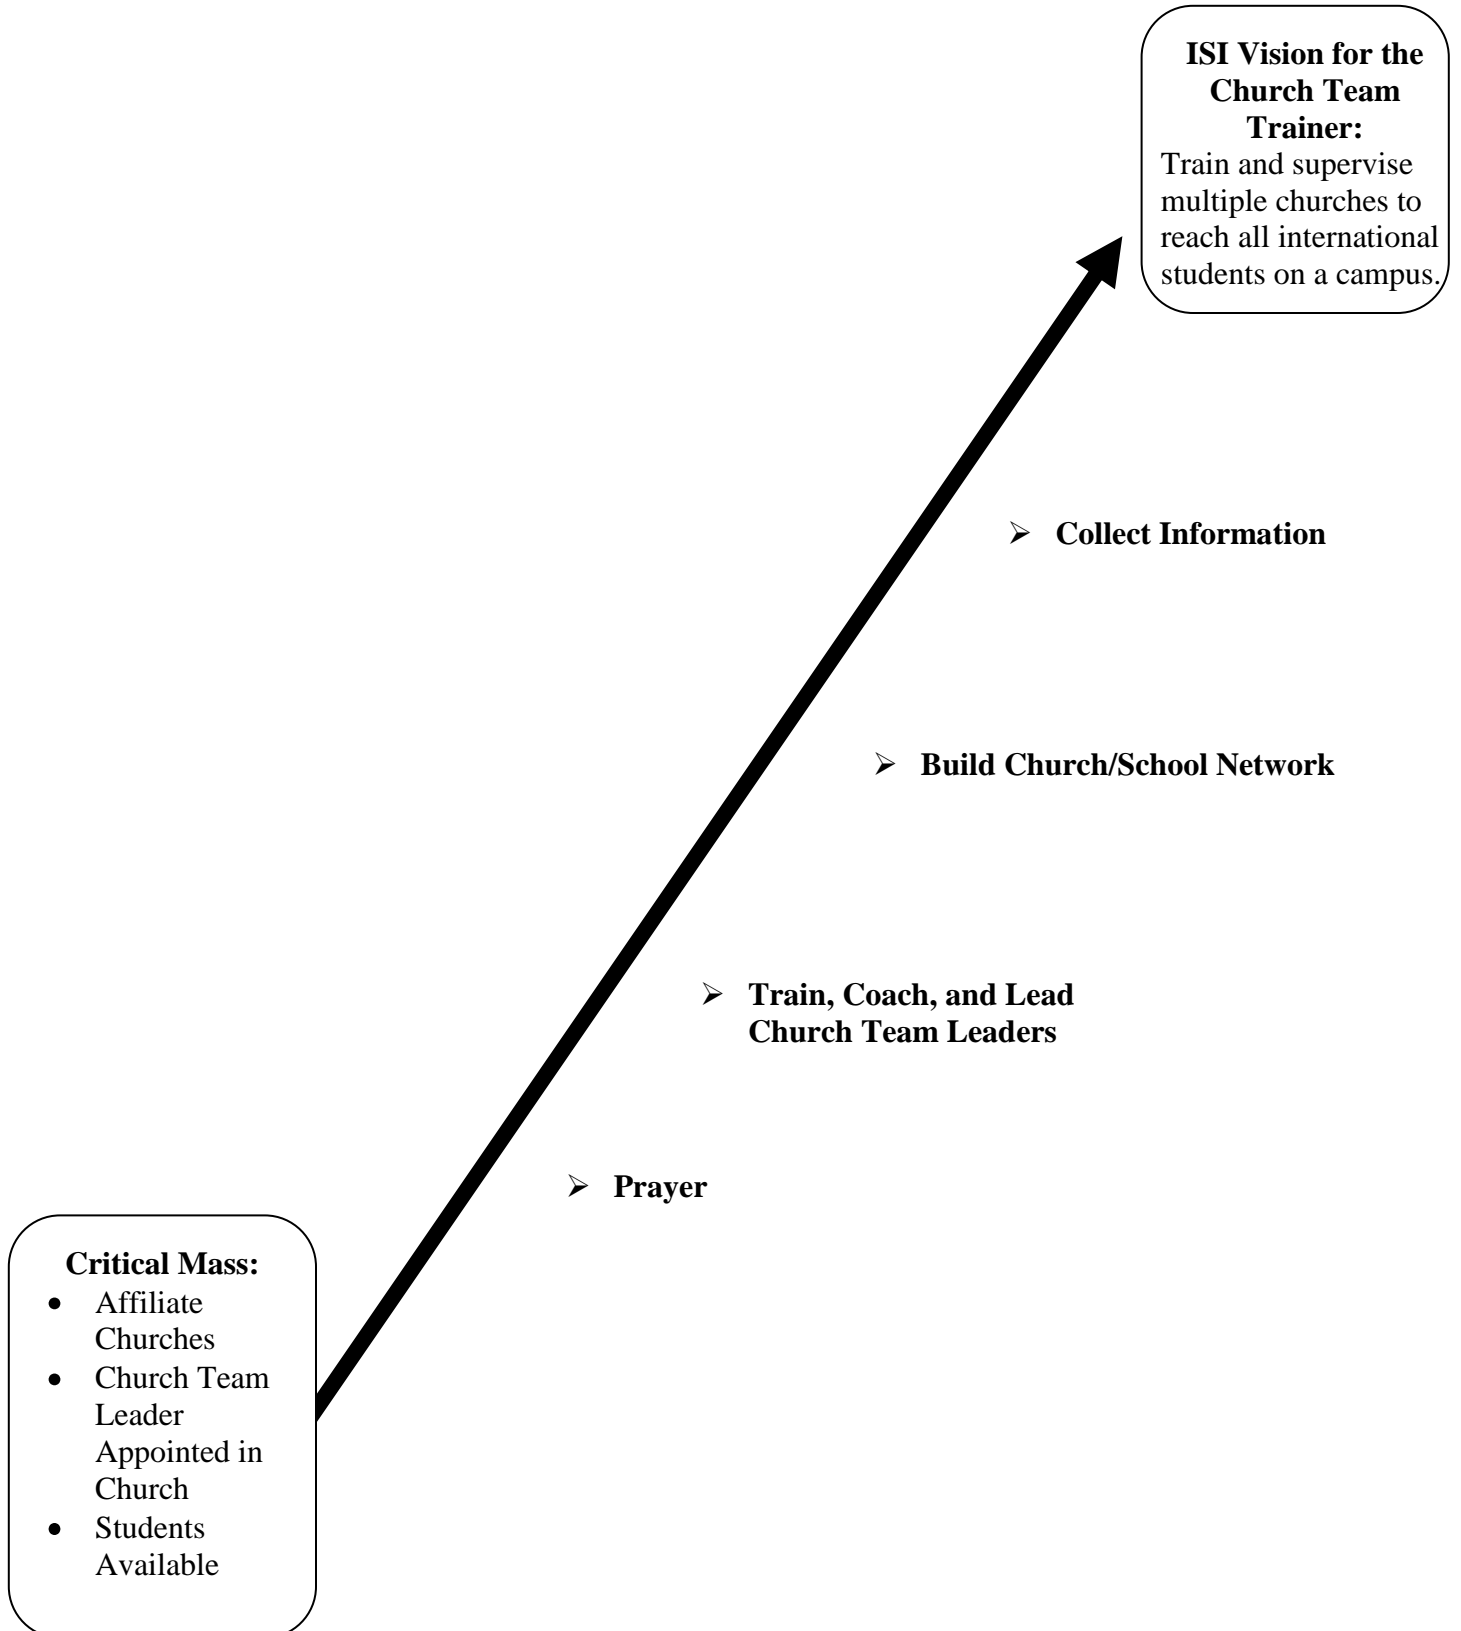 ISI Vision for the
Church Team
Trainer:
Train and supervise
multiple churches to
reach all international
students on a campus.
➢ Collect Information
➢ Build Church/School Network
➢ Train, Coach, and Lead
Church Team Leaders
➢ Prayer
Critical Mass:
• Affiliate
Churches
• Church Team
Leader
Appointed in
Church
• Students
Available